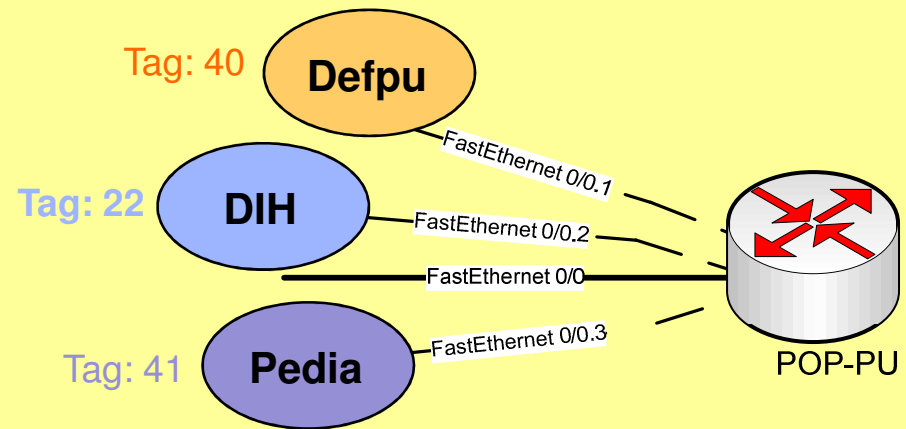 Tag: 40
Defpu
FastEthernet 0/0.1
Tag: 22
DIH
FastEthernet 0/0.2
FastEthernet 0/0
Tag: 41
Pedia
FastEthernet 0/0.3
POP-PU